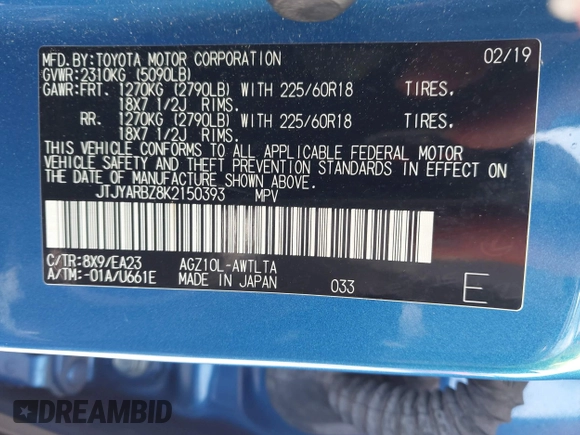 MFD.BY:TOYOTA MOTOR CORPORATION 02/19
GVWR:2310KG (5090LB)
GAWR:FRT. 1270KG (2790LB) WITH 225/60R18 TIRES,
18X7 1/2J RIMS.
RR. 1270KG (2790LB) WITH 225/60R18 TIRES,
18X7 1/2J RIMS.
THIS VEHICLE CONFORMS TO ALL APPLICABLE FEDERAL MOTOR
VEHICLE SAFETY AND THEFT PREVENTION STANDARDS IN EFFECT ON
THE DATE OF MANUFACTURE SHOWN ABOVE.
JTJYARBZ8K2150393 MPV
C/TR:8X9/EA23 AGZ10L-AWTLTA
A/TM:-01A/U661E MADE IN JAPAN 033 E
DREAMBID